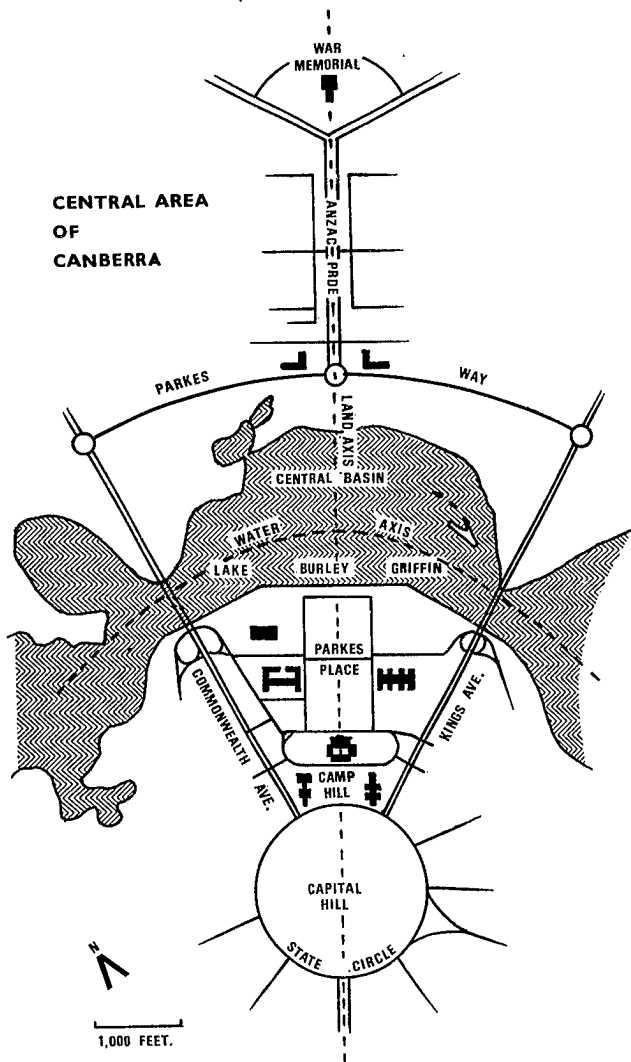 WAR
MEMORIAL
CENTRAL AREA
OF
CANBERRA
ANZAC PRDE
PARKES WAY
LAND AXIS
CENTRAL BASIN
WATER AXIS
LAKE BURLEY GRIFFIN
PARKES
PLACE
COMMONWEALTH AVE.
KINGS AVE.
CAMP
HILL
CAPITAL
HILL
STATE CIRCLE
N
1,000 FEET.